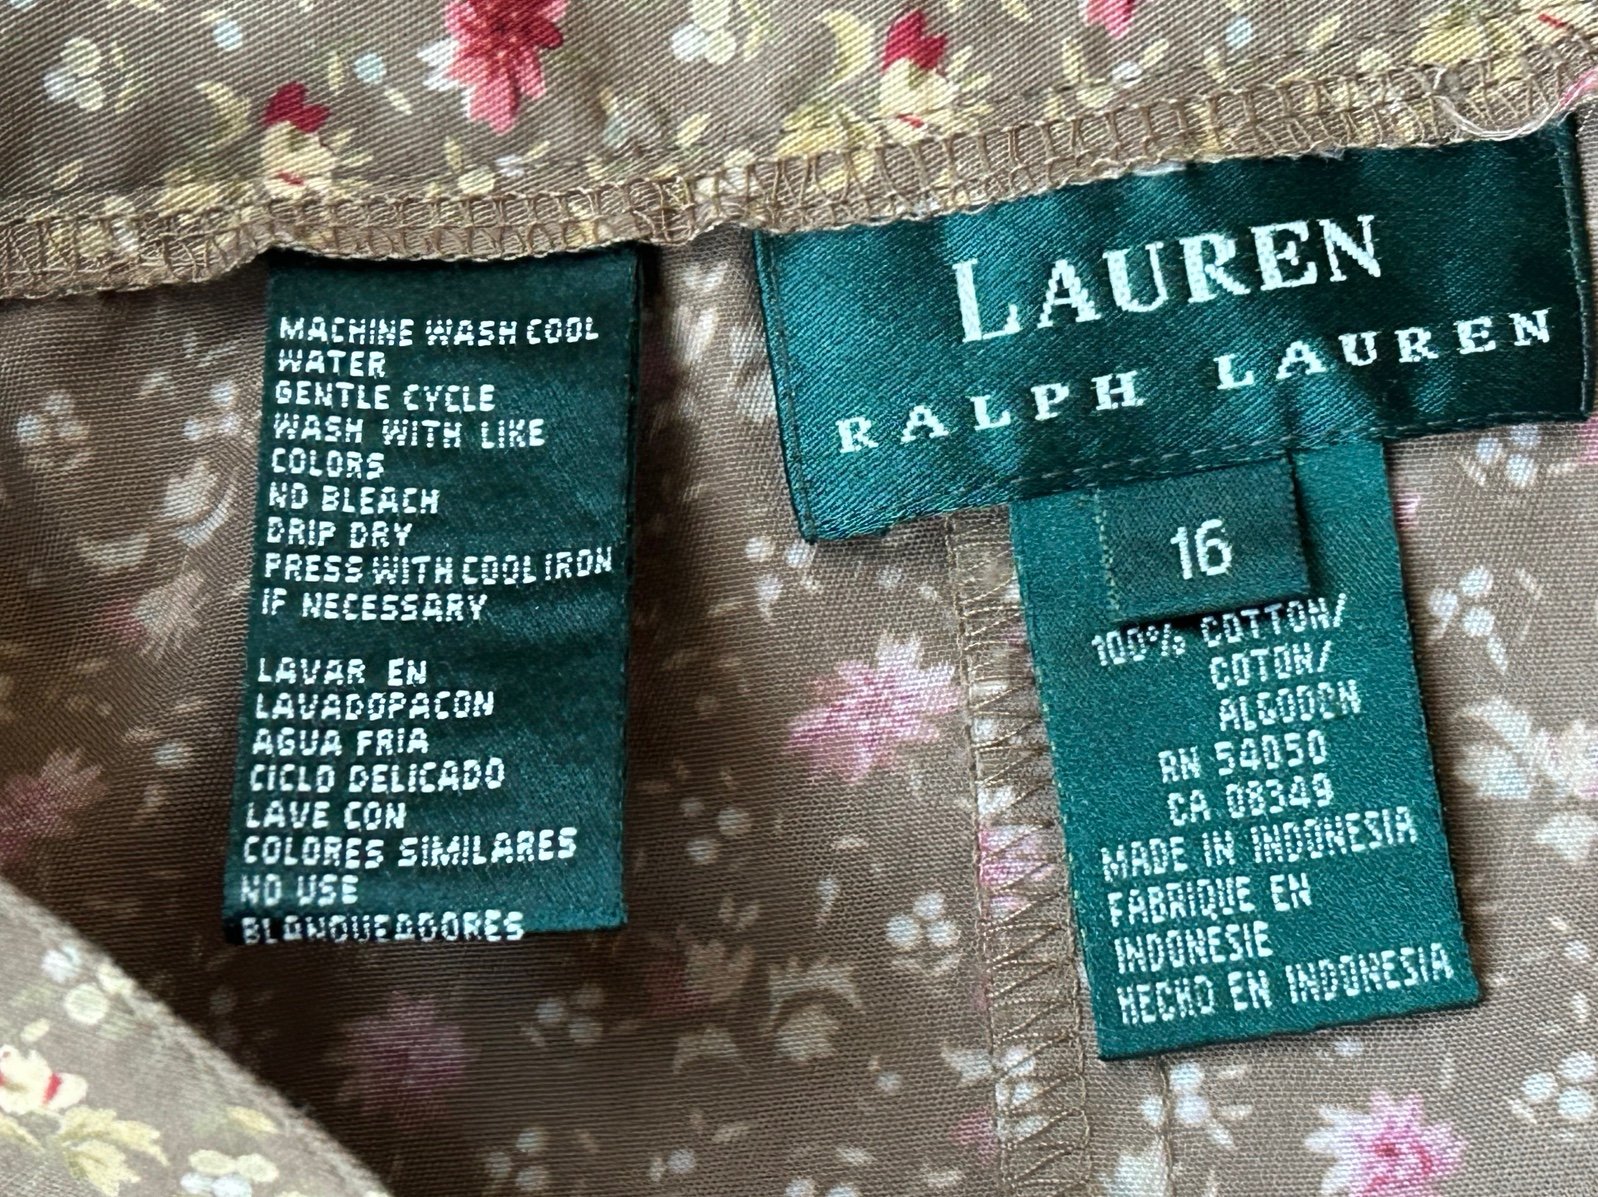 MACHINE WASH COOL
WATER
GENTLE CYCLE
WASH WITH LIKE
COLORS
NO BLEACH
DRIP DRY
PRESS WITH COOL IRON
IF NECESSARY
LAVAR EN
LAVADOPACON
AGUA FRIA
CICLO DELICADO
LAVE CON
COLORES SIMILARES
NO USE
BLANQUEADORES
LAUREN
RALPH LAUREN
16
100% COTTON/
COTON/
ALGODON
RN 54050
CA 08349
MADE IN INDONESIA
FABRIQUE EN
INDONESIE
HECHO EN INDONESIA